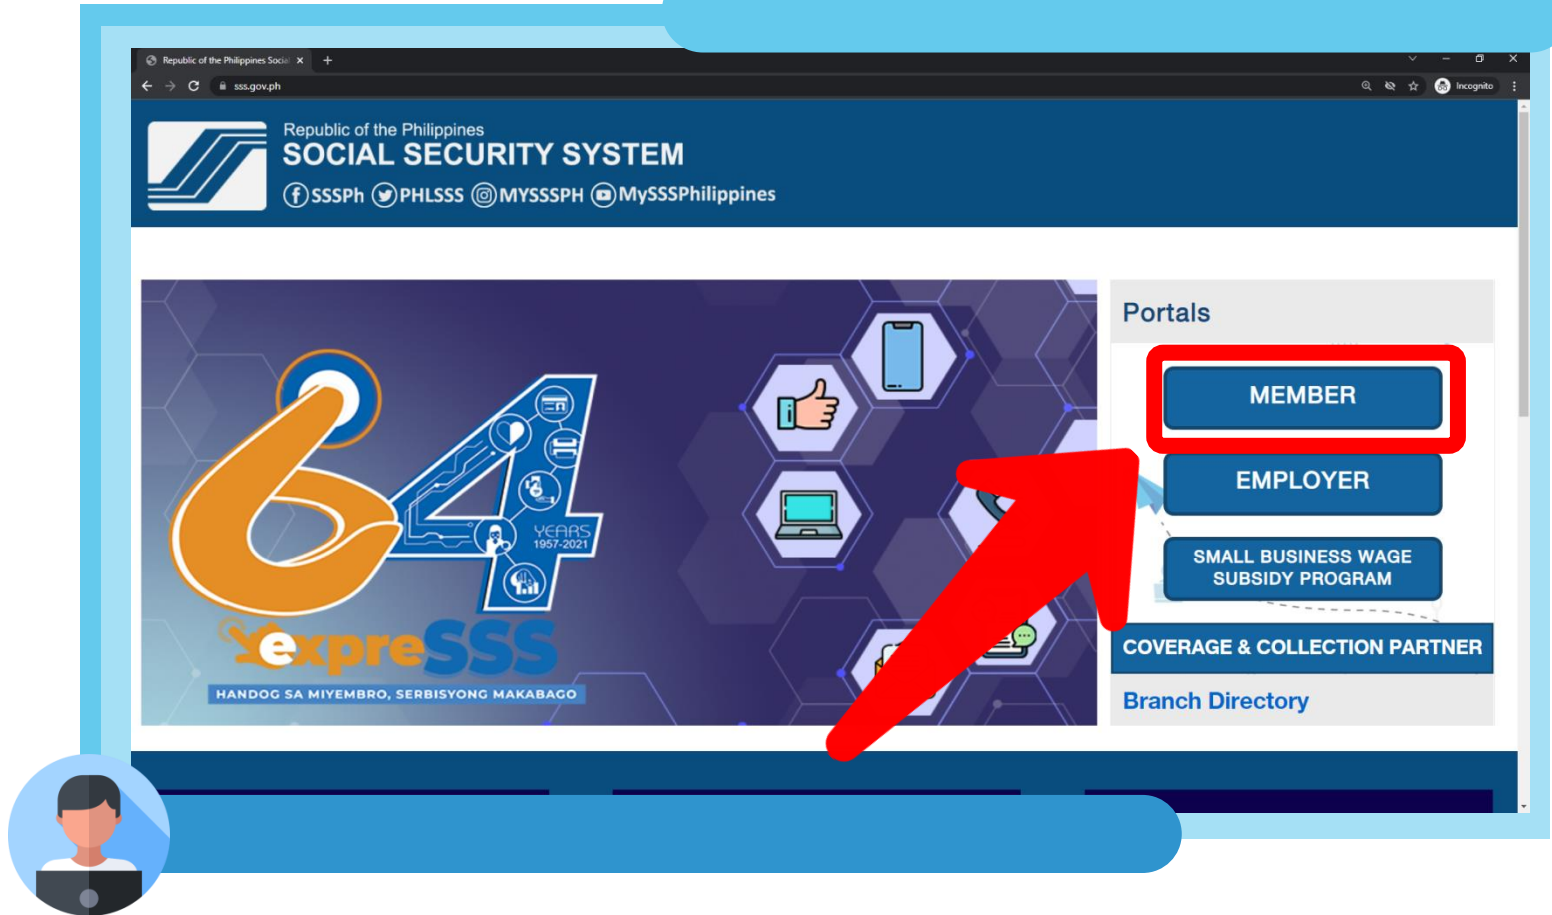 Republic of the Philippines Social
sss.gov.ph
Incognito
Republic of the Philippines
SOCIAL SECURITY SYSTEM
SSSPh PHLSSS MYSSSPH MySSSPhilippines
Portals
MEMBER
EMPLOYER
SMALL BUSINESS WAGE
SUBSIDY PROGRAM
COVERAGE & COLLECTION PARTNER
Branch Directory
64
YEARS
1957-2021
expreSSS
HANDOG SA MIYEMBRO, SERBISYONG MAKABAGO